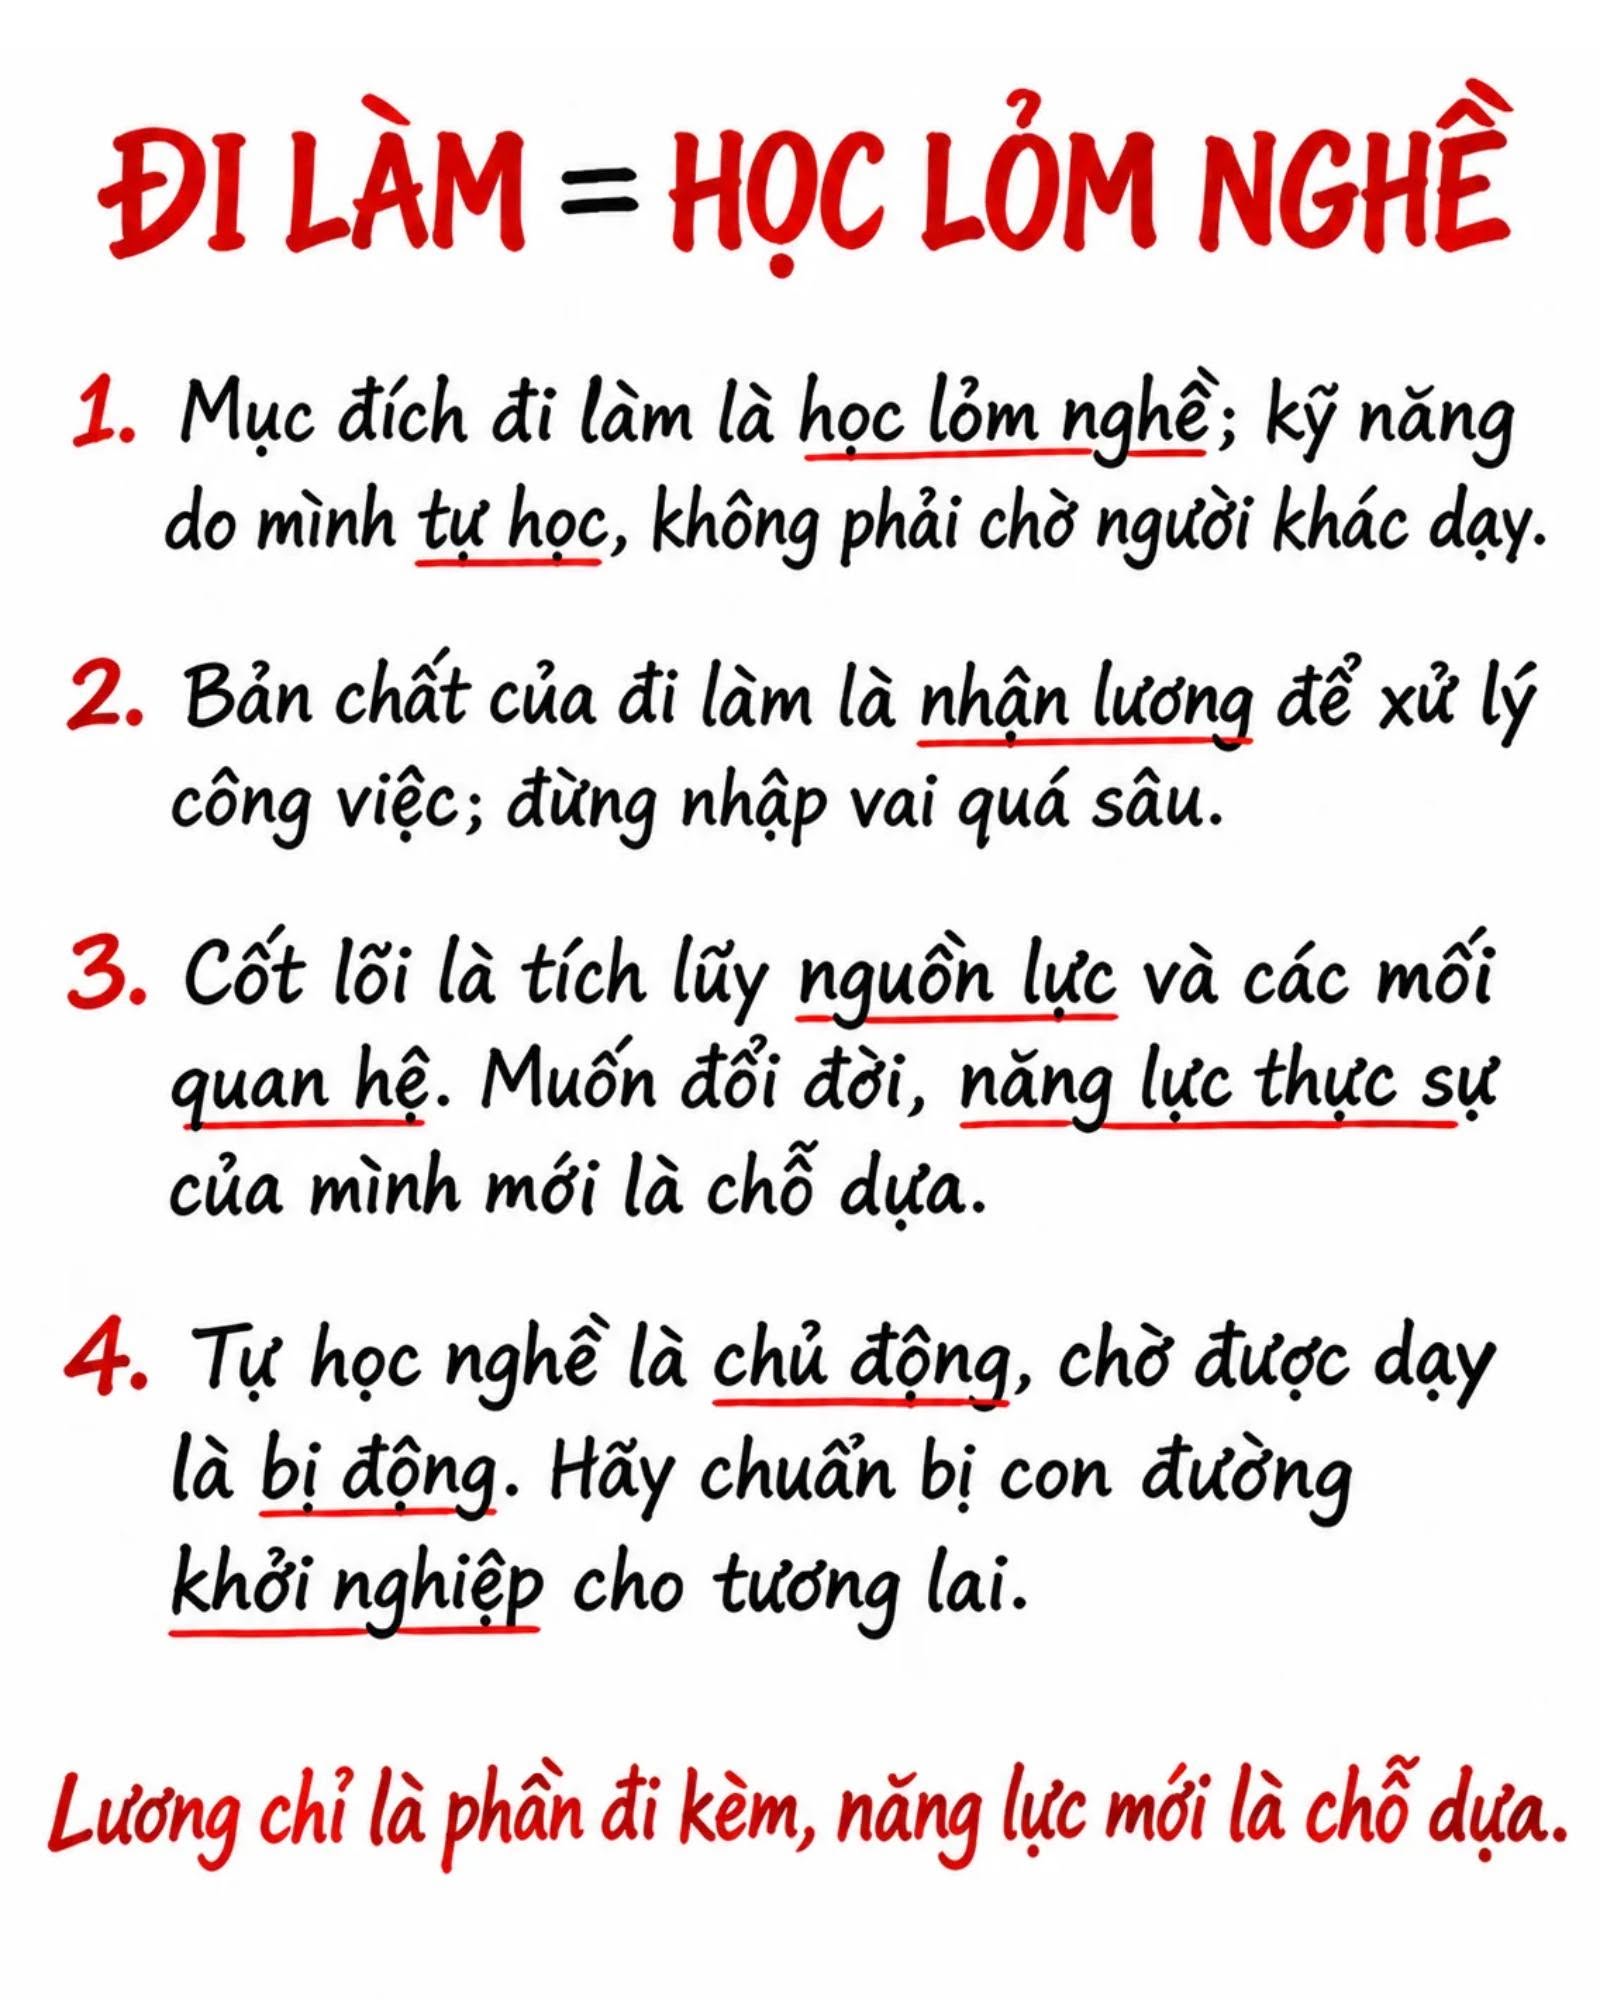 ĐI LÀM = HỌC LỎM NGHỀ
1. Mục đích đi làm là học lỏm nghề; kỹ năng
do mình tự học, không phải chờ người khác dạy.
2. Bản chất của đi làm là nhận lương để xử lý
công việc; đừng nhập vai quá sâu.
3. Cốt lõi là tích lũy nguồn lực và các mối
quan hệ. Muốn đổi đời, năng lực thực sự
của mình mới là chỗ dựa.
4. Tự học nghề là chủ động, chờ được dạy
là bị động. Hãy chuẩn bị con đường
khởi nghiệp cho tương lai.
Lương chỉ là phần đi kèm, năng lực mới là chỗ dựa.